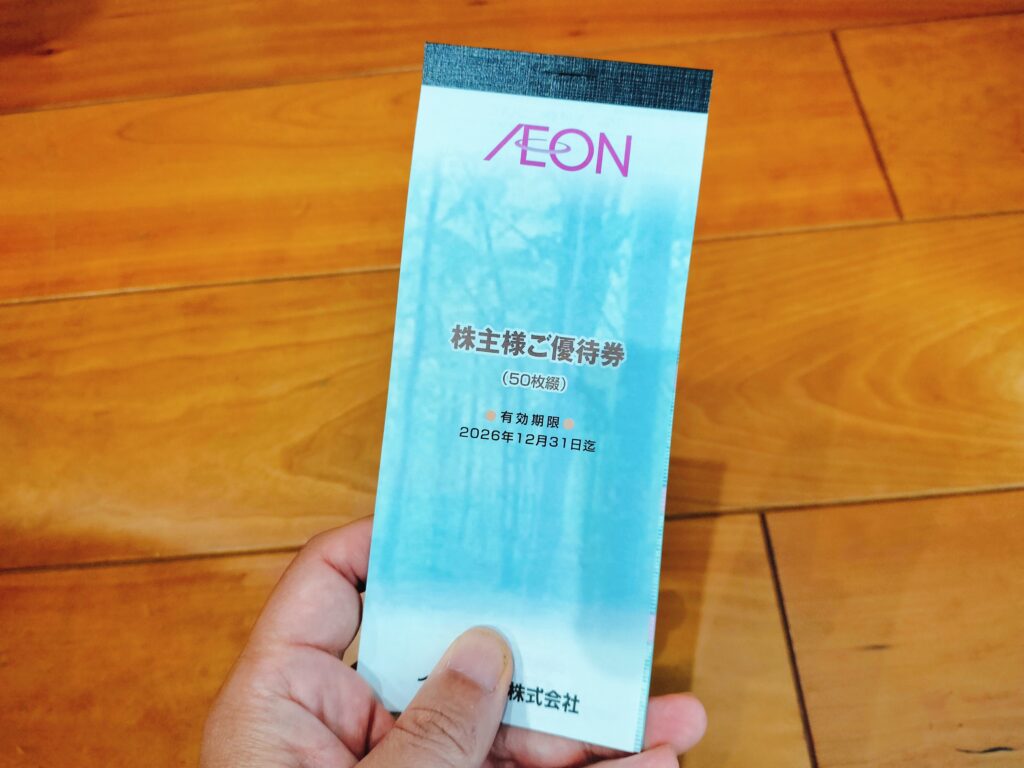 ÆON
株主様ご優待券
(50枚綴)
有効期限
2026年12月31日迄
株式会社